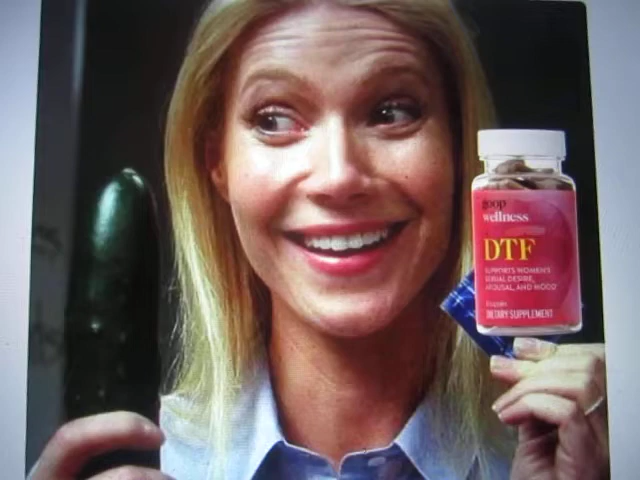 goop
wellness
DTF
SUPPORTS WOMEN'S
SEXUAL DESIRE,
AROUSAL, AND MOOD*
DIETARY SUPPLEMENT